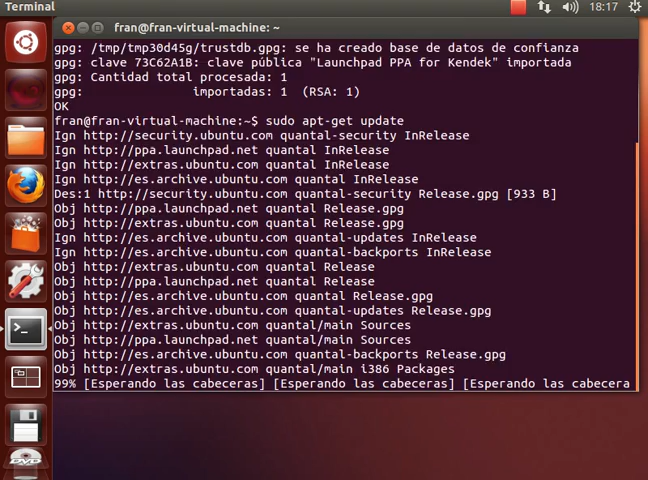 Terminal
18:17
fran@fran-virtual-machine: ~
gpg: /tmp/tmp30d45g/trustdb.gpg: se ha creado base de datos de confianza
gpg: clave 73C62A1B: clave pública "Launchpad PPA for Kendek" importada
gpg: Cantidad total procesada: 1
gpg: importadas: 1 (RSA: 1)
OK
fran@fran-virtual-machine:~$ sudo apt-get update
Ign http://security.ubuntu.com quantal-security InRelease
Ign http://ppa.launchpad.net quantal InRelease
Ign http://extras.ubuntu.com quantal InRelease
Ign http://es.archive.ubuntu.com quantal InRelease
Des:1 http://security.ubuntu.com quantal-security Release.gpg [933 B]
Obj http://ppa.launchpad.net quantal Release.gpg
Obj http://extras.ubuntu.com quantal Release.gpg
Ign http://es.archive.ubuntu.com quantal-updates InRelease
Ign http://es.archive.ubuntu.com quantal-backports InRelease
Obj http://extras.ubuntu.com quantal Release
Obj http://ppa.launchpad.net quantal Release
Obj http://es.archive.ubuntu.com quantal Release.gpg
Obj http://es.archive.ubuntu.com quantal-updates Release.gpg
Obj http://extras.ubuntu.com quantal/main Sources
Obj http://ppa.launchpad.net quantal/main Sources
Obj http://es.archive.ubuntu.com quantal-backports Release.gpg
Obj http://extras.ubuntu.com quantal/main i386 Packages
99% [Esperando las cabeceras] [Esperando las cabeceras] [Esperando las cabecera
>_
DVD